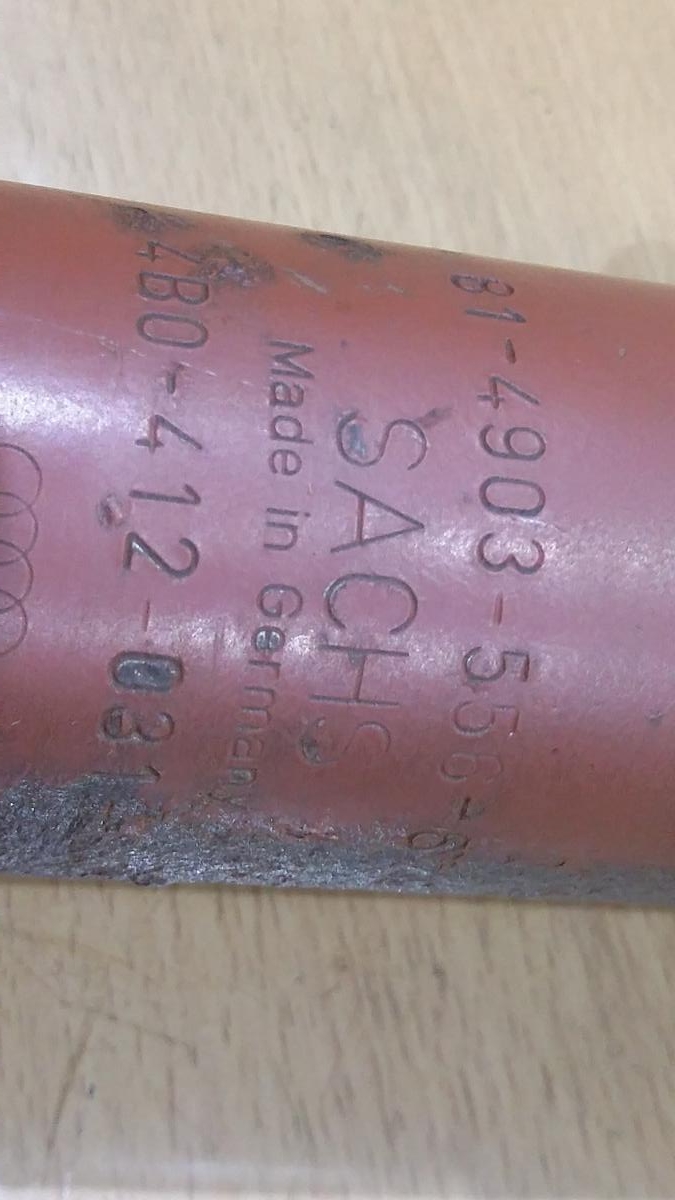 81-4903-556-6
SACHS
Made in Germany
4B0-412-031-